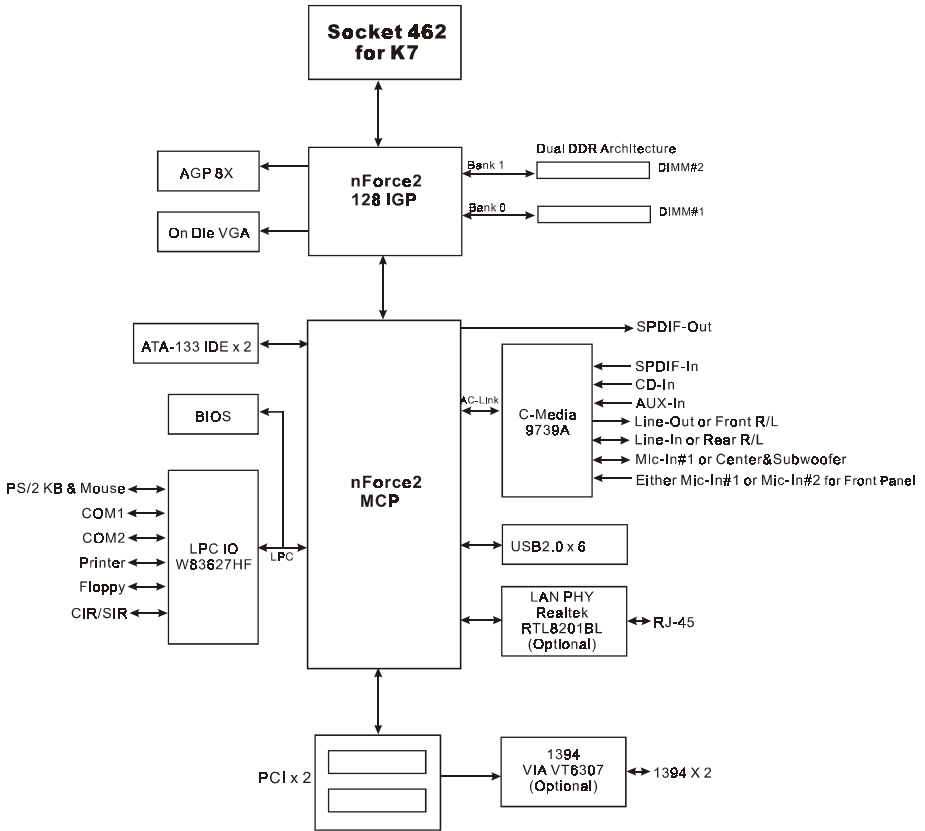 Socket 462
for K7
Dual DDR Architecture
AGP 8X
nForce2
128 IGP
Bank 1
DIMM#2
On Die VGA
Bank 0
DIMM#1
SPDIF-Out
ATA-133 IDE x 2
SPDIF-In
CD-In
AC-Link
AUX-In
BIOS
C-Media
9739A
Line-Out or Front R/L
Line-In or Rear R/L
Mic-In#1 or Center&Subwoofer
Either Mic-In#1 or Mic-In#2 for Front Panel
nForce2
MCP
PS/2 KB & Mouse
COM1
COM2
Printer
Floppy
CIR/SIR
LPC IO
W83627HF
LPC
USB2.0 x 6
LAN PHY
Realtek
RTL8201BL
(Optional)
RJ-45
PCI x 2
1394
VIA VT6307
(Optional)
1394 X 2